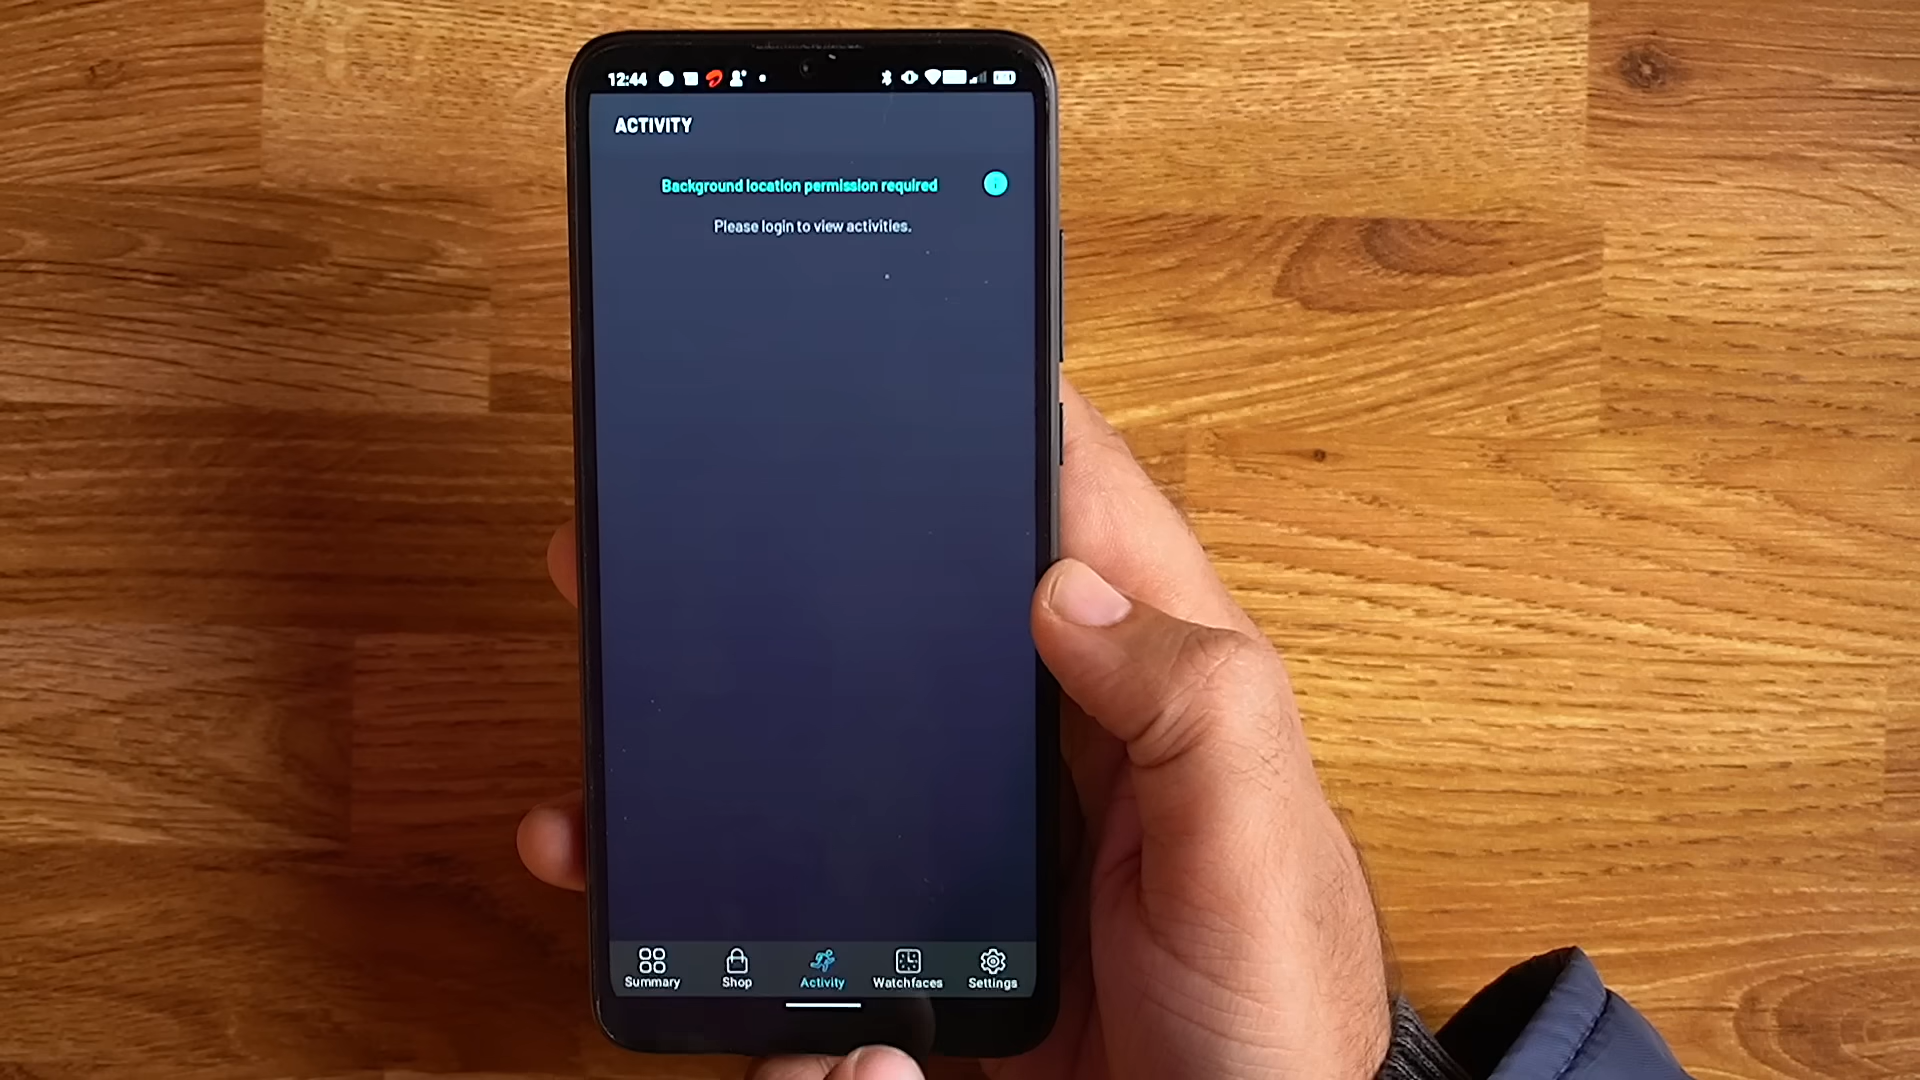 12:44
ACTIVITY
Background location permission required
Please login to view activities.
Summary
Shop
Activity
Watchfaces
Settings